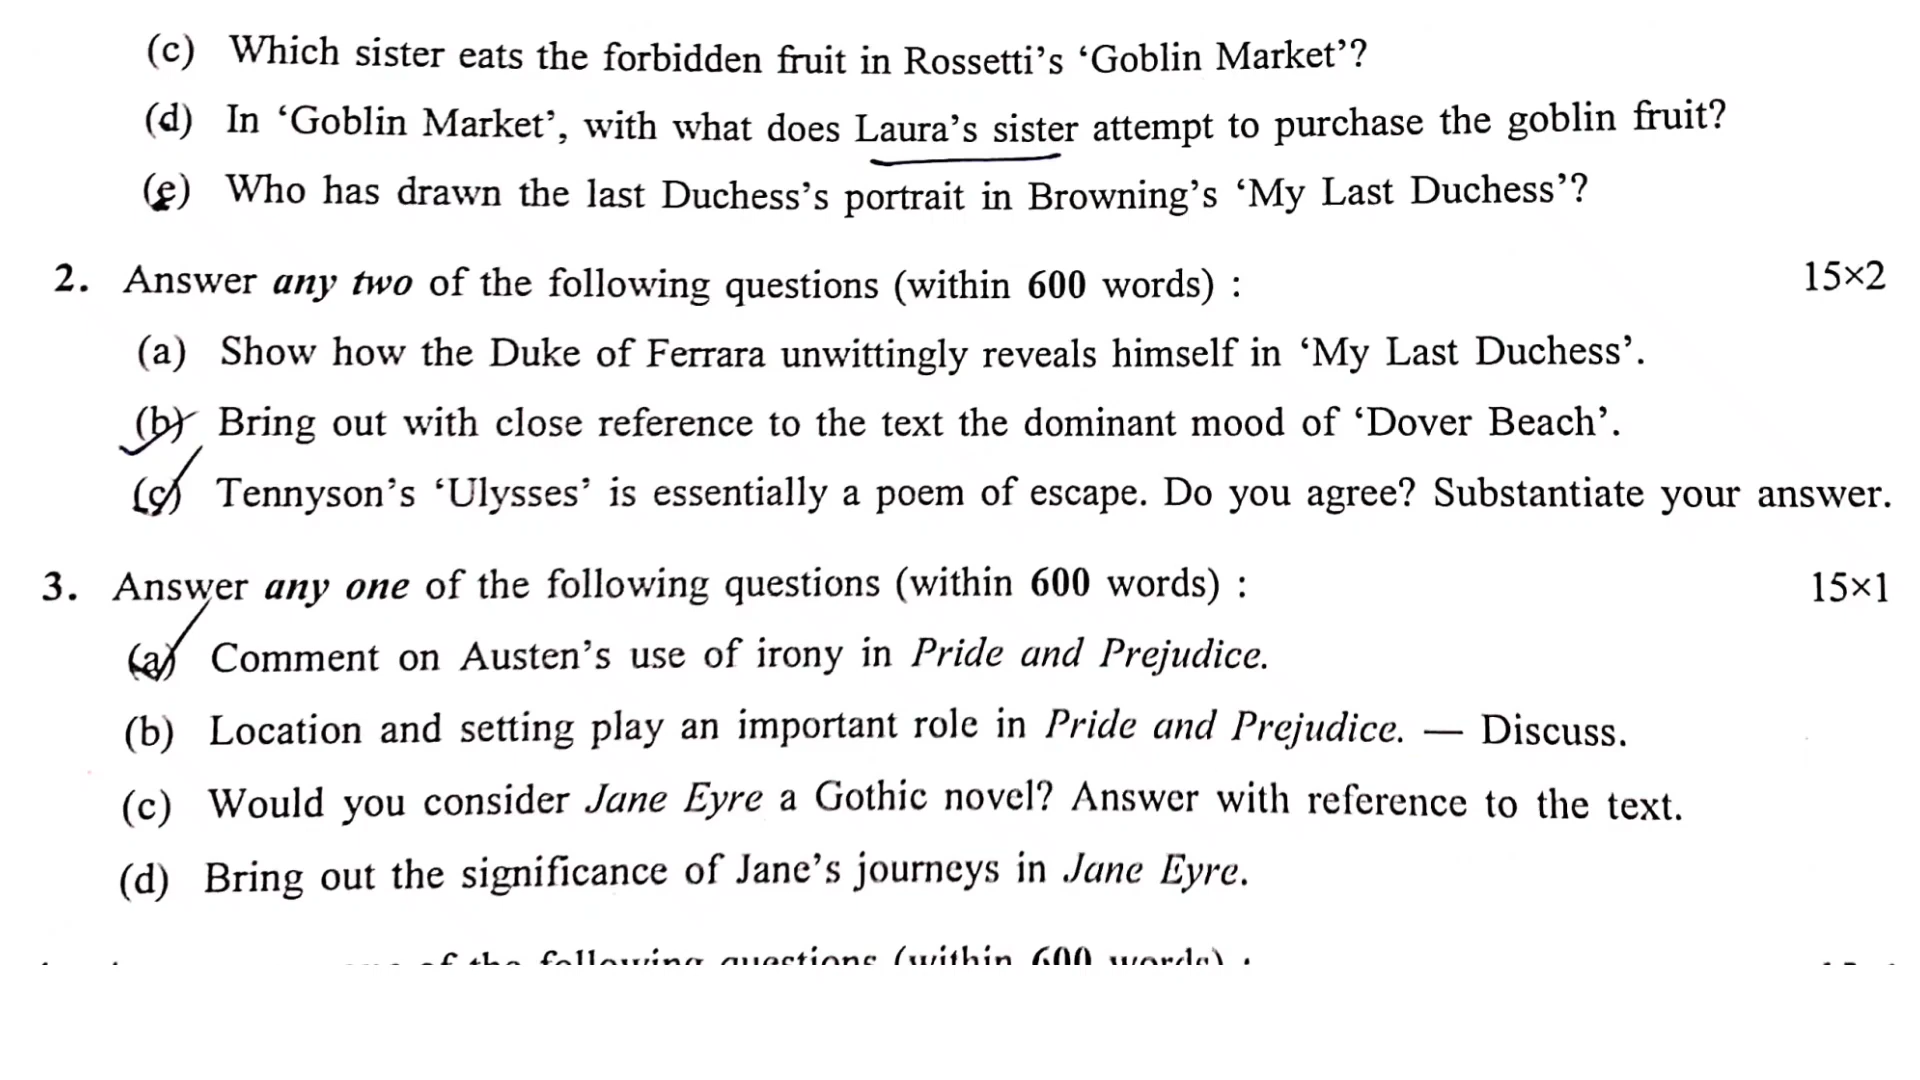 (c) Which sister eats the forbidden fruit in Rossetti's 'Goblin Market'?
(d) In 'Goblin Market', with what does Laura's sister attempt to purchase the goblin fruit?
(e) Who has drawn the last Duchess's portrait in Browning's 'My Last Duchess'?
2. Answer any two of the following questions (within 600 words) : 15×2
(a) Show how the Duke of Ferrara unwittingly reveals himself in 'My Last Duchess'.
(b) Bring out with close reference to the text the dominant mood of 'Dover Beach'.
(c) Tennyson's 'Ulysses' is essentially a poem of escape. Do you agree? Substantiate your answer.
3. Answer any one of the following questions (within 600 words) : 15×1
(a) Comment on Austen's use of irony in Pride and Prejudice.
(b) Location and setting play an important role in Pride and Prejudice. — Discuss.
(c) Would you consider Jane Eyre a Gothic novel? Answer with reference to the text.
(d) Bring out the significance of Jane's journeys in Jane Eyre.
of the following questions (within 600 words) :